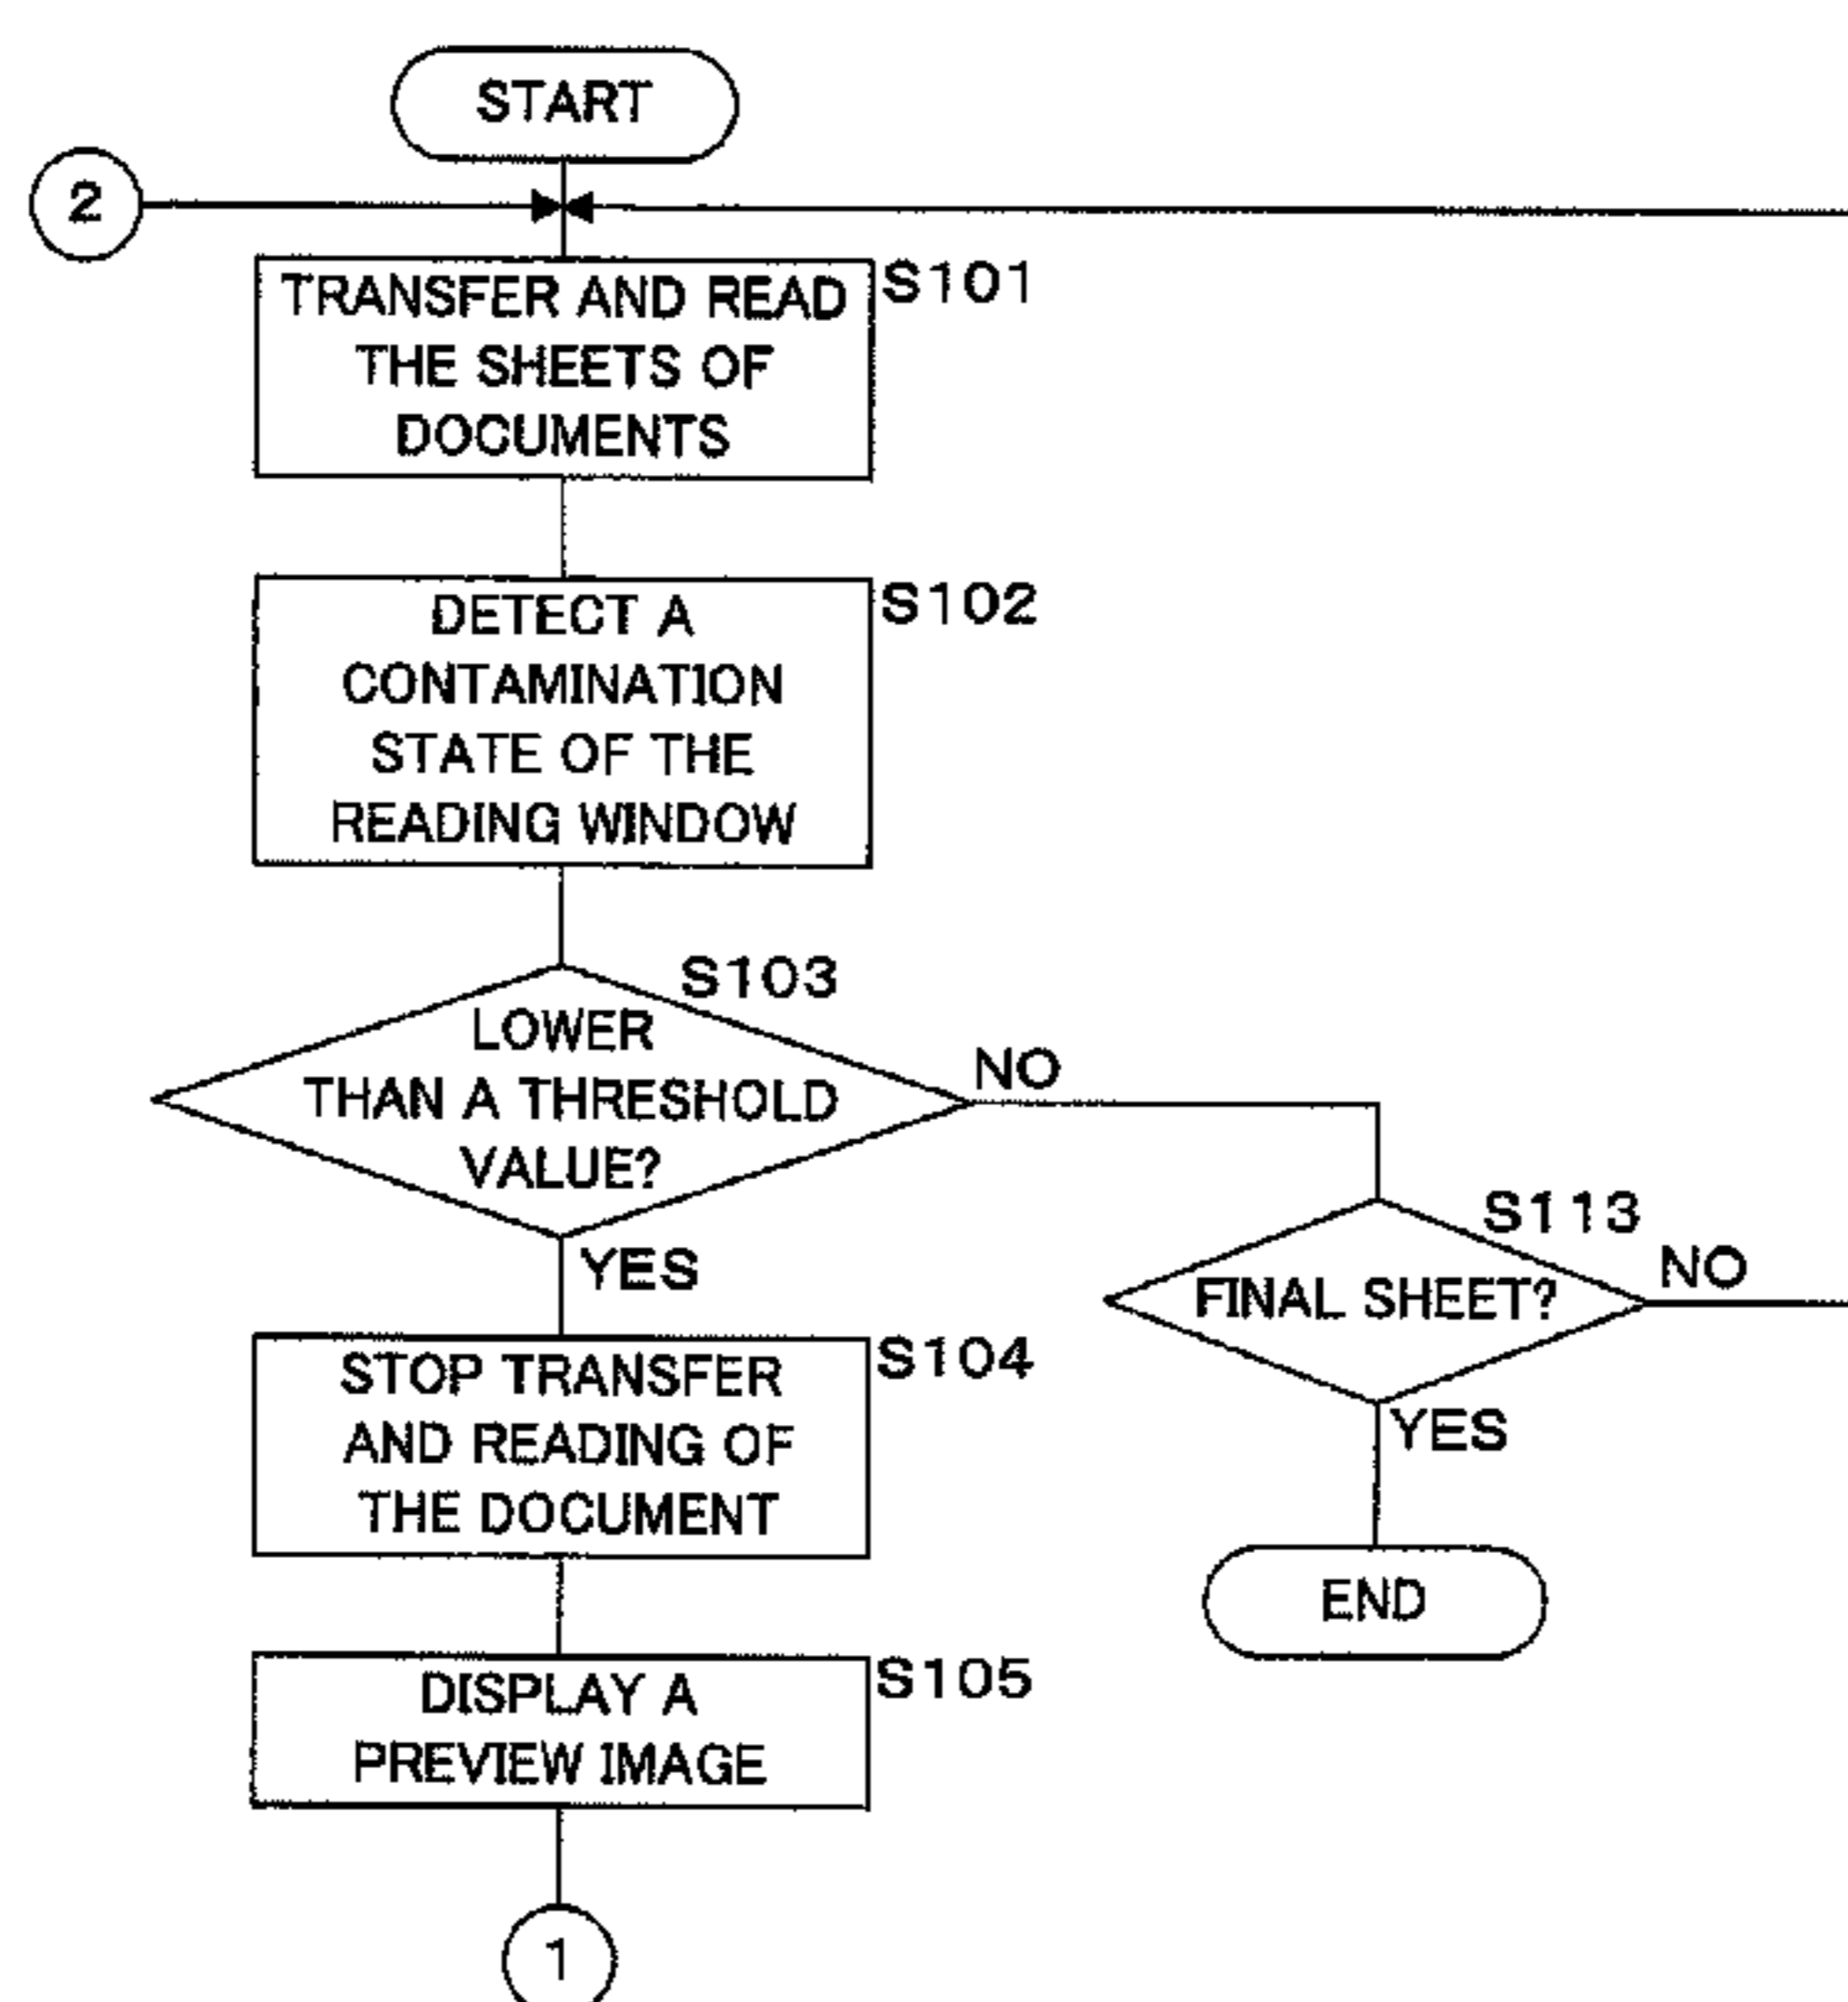 START
2
TRANSFER AND READ
THE SHEETS OF
DOCUMENTS
S101
DETECT A
CONTAMINATION
STATE OF THE
READING WINDOW
S102
S103
LOWER
THAN A THRESHOLD
VALUE?
NO
YES
S113
FINAL SHEET?
NO
YES
END
STOP TRANSFER
AND READING OF
THE DOCUMENT
S104
DISPLAY A
PREVIEW IMAGE
S105
1